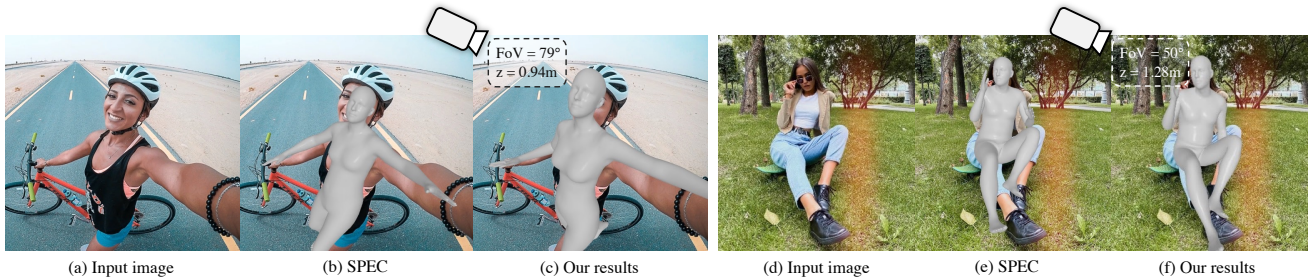 FoV = 79°
z = 0.94m
FoV = 50°
z = 1.28m
(a) Input image
(b) SPEC
(c) Our results
(d) Input image
(e) SPEC
(f) Our results